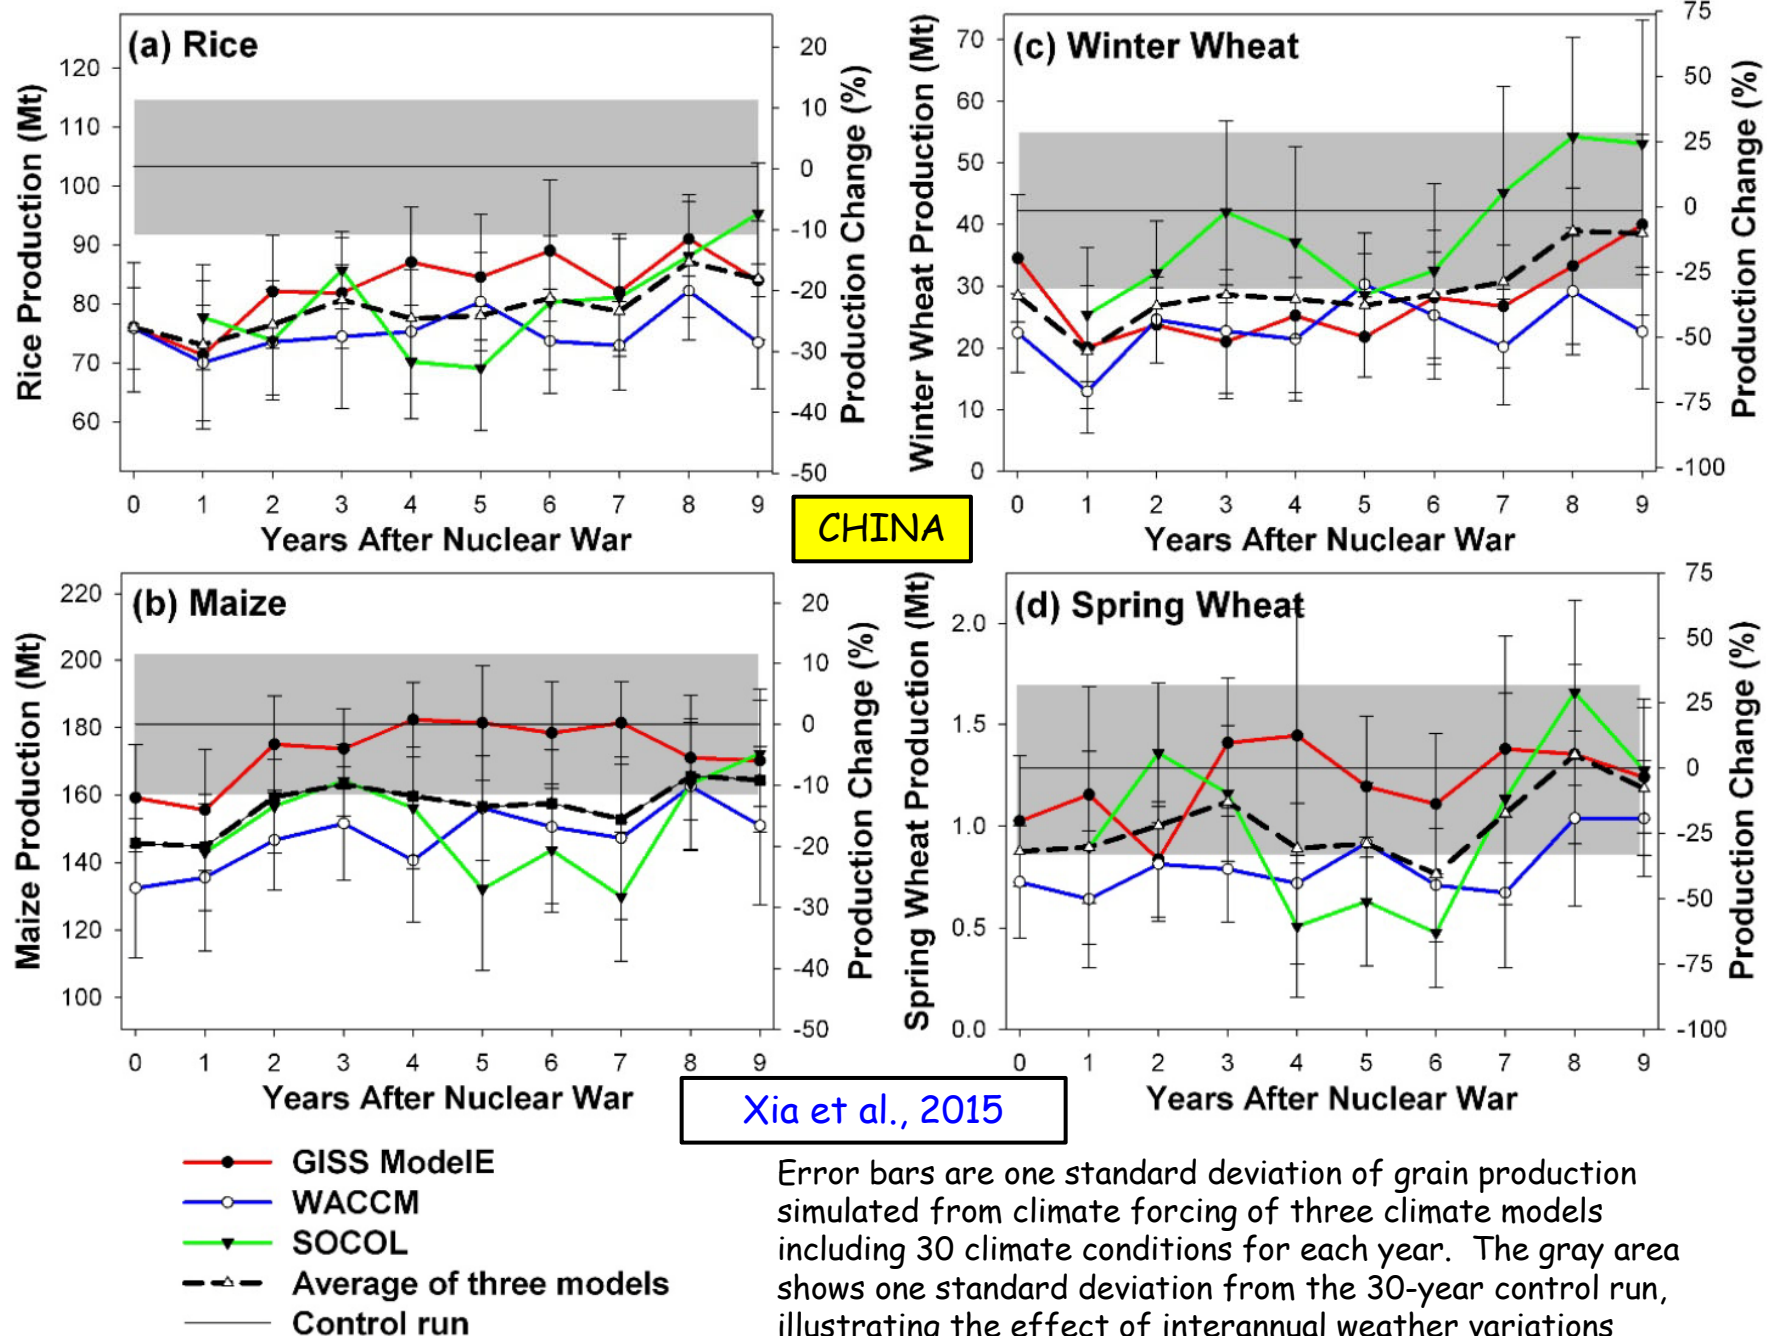 (a) Rice
Rice Production (Mt)
120
110
100
90
80
70
60
20
10
0
-10
-20
-30
-40
-50
Production Change (%)
0 1 2 3 4 5 6 7 8 9
Years After Nuclear War
(c) Winter Wheat
Winter Wheat Production (Mt)
70
60
50
40
30
20
10
0
75
50
25
0
-25
-50
-75
-100
Production Change (%)
0 1 2 3 4 5 6 7 8 9
Years After Nuclear War
CHINA
(b) Maize
Maize Production (Mt)
220
200
180
160
140
120
100
20
10
0
-10
-20
-30
-40
-50
Production Change (%)
0 1 2 3 4 5 6 7 8 9
Years After Nuclear War
(d) Spring Wheat
Spring Wheat Production (Mt)
2.0
1.5
1.0
0.5
0.0
75
50
25
0
-25
-50
-75
-100
Production Change (%)
0 1 2 3 4 5 6 7 8 9
Years After Nuclear War
Xia et al., 2015
GISS ModelE
WACCM
SOCOL
Average of three models
Control run
Error bars are one standard deviation of grain production
simulated from climate forcing of three climate models
including 30 climate conditions for each year. The gray area
shows one standard deviation from the 30-year control run,
illustrating the effect of interannual weather variations